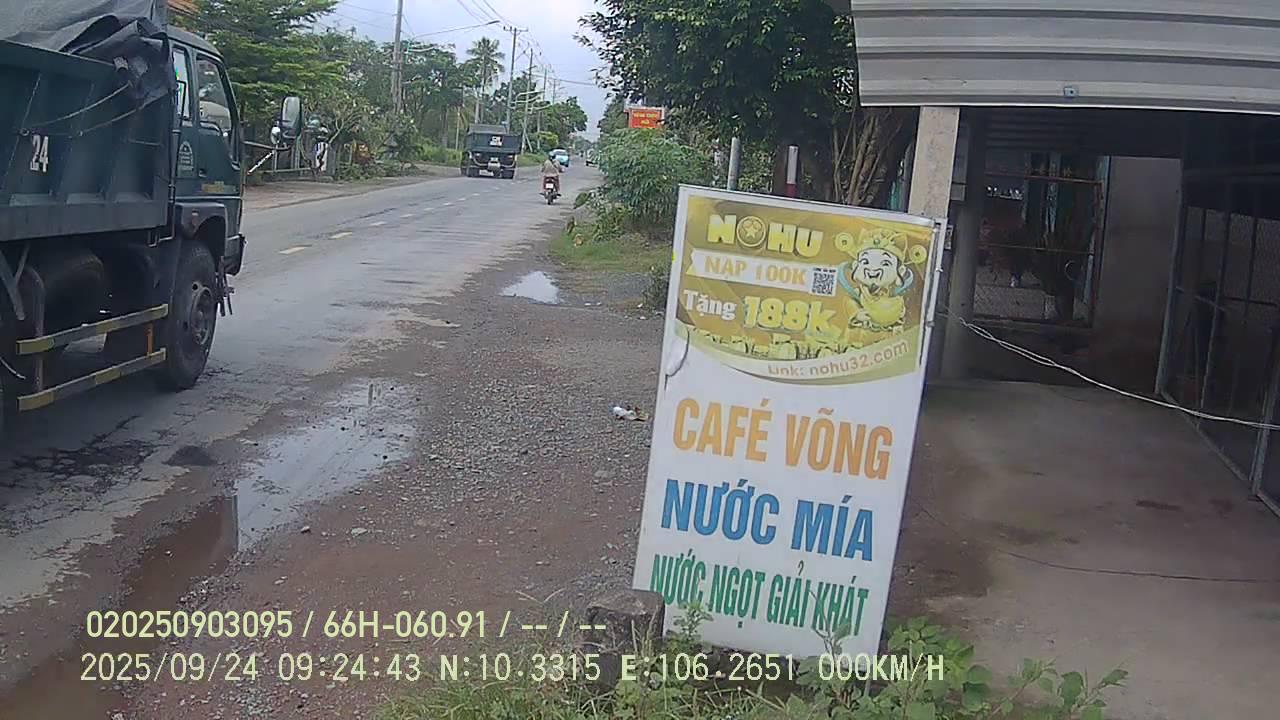 24
NOHU
NẠP 100K
Tặng 188k
Link: nohu32.com
CAFÉ VÕNG
NƯỚC MÍA
NƯỚC NGỌT GIẢI KHÁT
020250903095 / 66H-060.91 / -- / --
2025/09/24 09:24:43 N:10.3315 E:106.2651 000KM/H